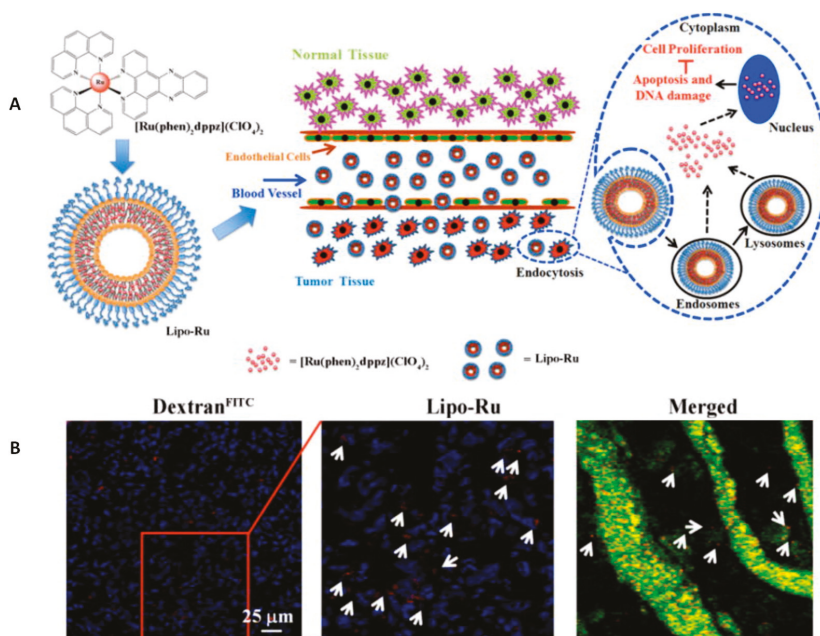 A
N
N
N
N
N
N
N
N
Ru
[Ru(phen)₂dppz](ClO₄)₂
Lipo-Ru
Normal Tissue
Endothelial Cells
Blood Vessel
Tumor Tissue
Endocytosis
Cytoplasm
Cell Proliferation
Apoptosis and
DNA damage
Nucleus
Lysosomes
Endosomes
= [Ru(phen)₂dppz](ClO₄)₂
= Lipo-Ru
B
Dextranᶠᴵᵀᶜ
Lipo-Ru
Merged
25 µm